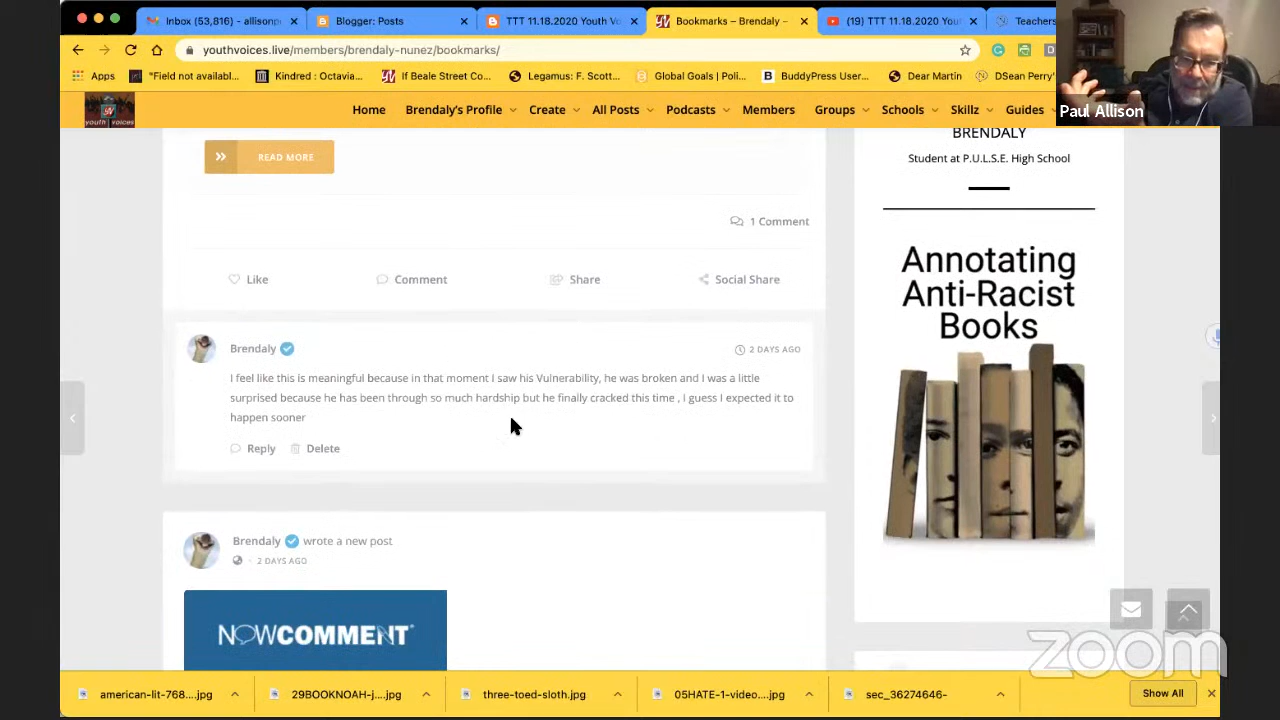 Inbox (53,816) - allisonp
Blogger: Posts
TTT 11.18.2020 Youth Vo
Bookmarks – Brendaly –
(19) TTT 11.18.2020 You
Teachers
youthvoices.live/members/brendaly-nunez/bookmarks/
Apps
"Field not availabl...
Kindred : Octavia...
If Beale Street Co...
Legamus: F. Scott...
Global Goals | Poli...
BuddyPress User...
Dear Martin
DSean Perry'
Paul Allison
youth voices
Home
Brendaly's Profile
Create
All Posts
Podcasts
Members
Groups
Schools
Skillz
Guides
READ MORE
1 Comment
Like
Comment
Share
Social Share
Brendaly
2 DAYS AGO
I feel like this is meaningful because in that moment I saw his Vulnerability, he was broken and I was a little
surprised because he has been through so much hardship but he finally cracked this time , i guess I expected it to
happen sooner
Reply
Delete
Brendaly wrote a new post
2 DAYS AGO
NOWCOMMENT®
BRENDALY
Student at P.U.L.S.E. High School
Annotating
Anti-Racist
Books
zoom
american-lit-768....jpg
29BOOKNOAH-j....jpg
three-toed-sloth.jpg
05HATE-1-video....jpg
sec_36274646-
Show All